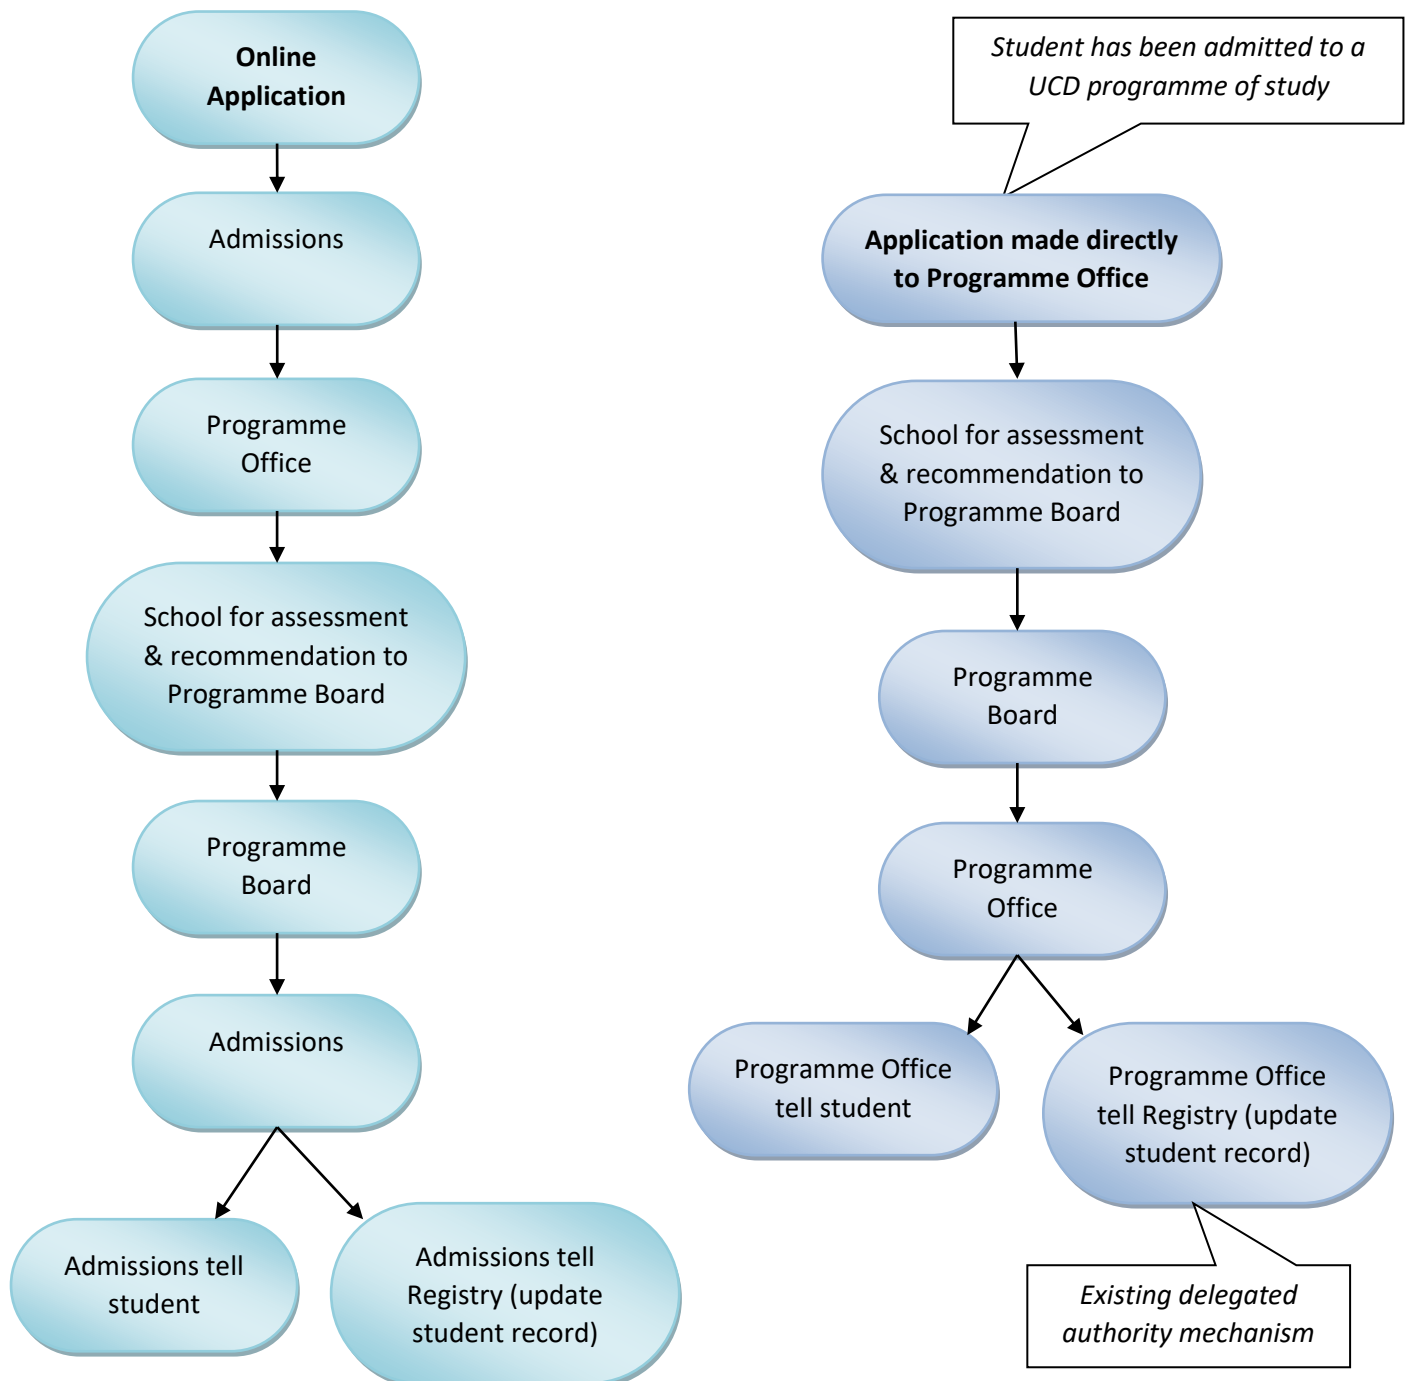 Online
Application
Admissions
Programme
Office
School for assessment
& recommendation to
Programme Board
Programme
Board
Admissions
Admissions tell
student
Admissions tell
Registry (update
student record)
Student has been admitted to a
UCD programme of study
Application made directly
to Programme Office
School for assessment
& recommendation to
Programme Board
Programme
Board
Programme
Office
Programme Office
tell student
Programme Office
tell Registry (update
student record)
Existing delegated
authority mechanism